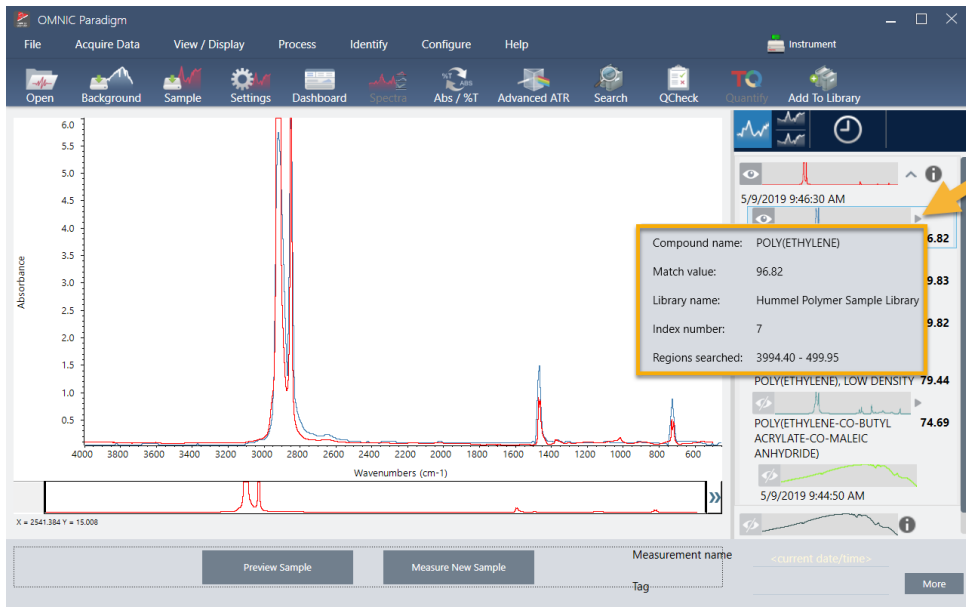 OMNIC Paradigm
File Acquire Data View / Display Process Identify Configure Help Instrument
%T ABS TQ
Open Background Sample Settings Dashboard Spectra Abs / %T Advanced ATR Search QCheck Quantify Add To Library
6.0
5.5
5.0
4.5
4.0
3.5
3.0
2.5
2.0
1.5
1.0
0.5
Absorbance
4000 3800 3600 3400 3200 3000 2800 2600 2400 2200 2000 1800 1600 1400 1200 1000 800 600
Wavenumbers (cm-1)
X = 2541.384 Y = 15.008
5/9/2019 9:46:30 AM
6.82
9.83
9.82
Compound name: POLY(ETHYLENE)
Match value: 96.82
Library name: Hummel Polymer Sample Library
Index number: 7
Regions searched: 3994.40 - 499.95
POLY(ETHYLENE), LOW DENSITY 79.44
POLY(ETHYLENE-CO-BUTYL 74.69
ACRYLATE-CO-MALEIC
ANHYDRIDE)
5/9/2019 9:44:50 AM
Preview Sample
Measure New Sample
Measurement name <current date/time>
Tag
More